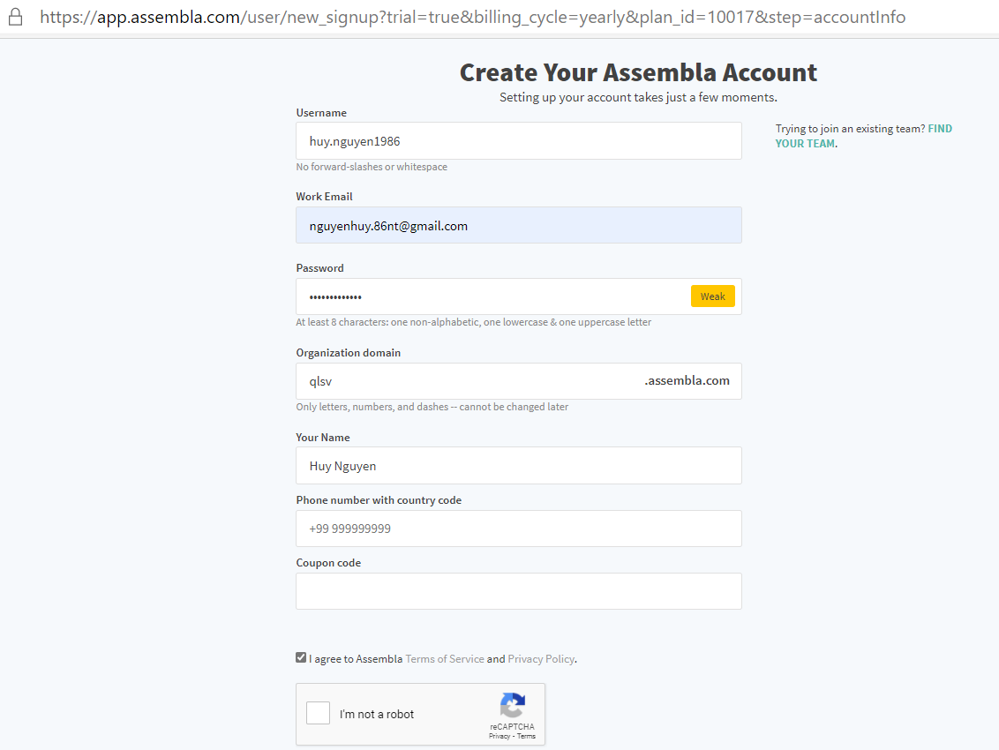 https://app.assembla.com/user/new_signup?trial=true&billing_cycle=yearly&plan_id=10017&step=accountInfo
Create Your Assembla Account
Setting up your account takes just a few moments.
Username
huy.nguyen1986
No forward-slashes or whitespace
Trying to join an existing team? FIND
YOUR TEAM.
Work Email
nguyenhuy.86nt@gmail.com
Password
•••••••••••••
Weak
At least 8 characters: one non-alphabetic, one lowercase & one uppercase letter
Organization domain
qlsv .assembla.com
Only letters, numbers, and dashes -- cannot be changed later
Your Name
Huy Nguyen
Phone number with country code
+99 999999999
Coupon code
I agree to Assembla Terms of Service and Privacy Policy.
I'm not a robot
reCAPTCHA
Privacy - Terms